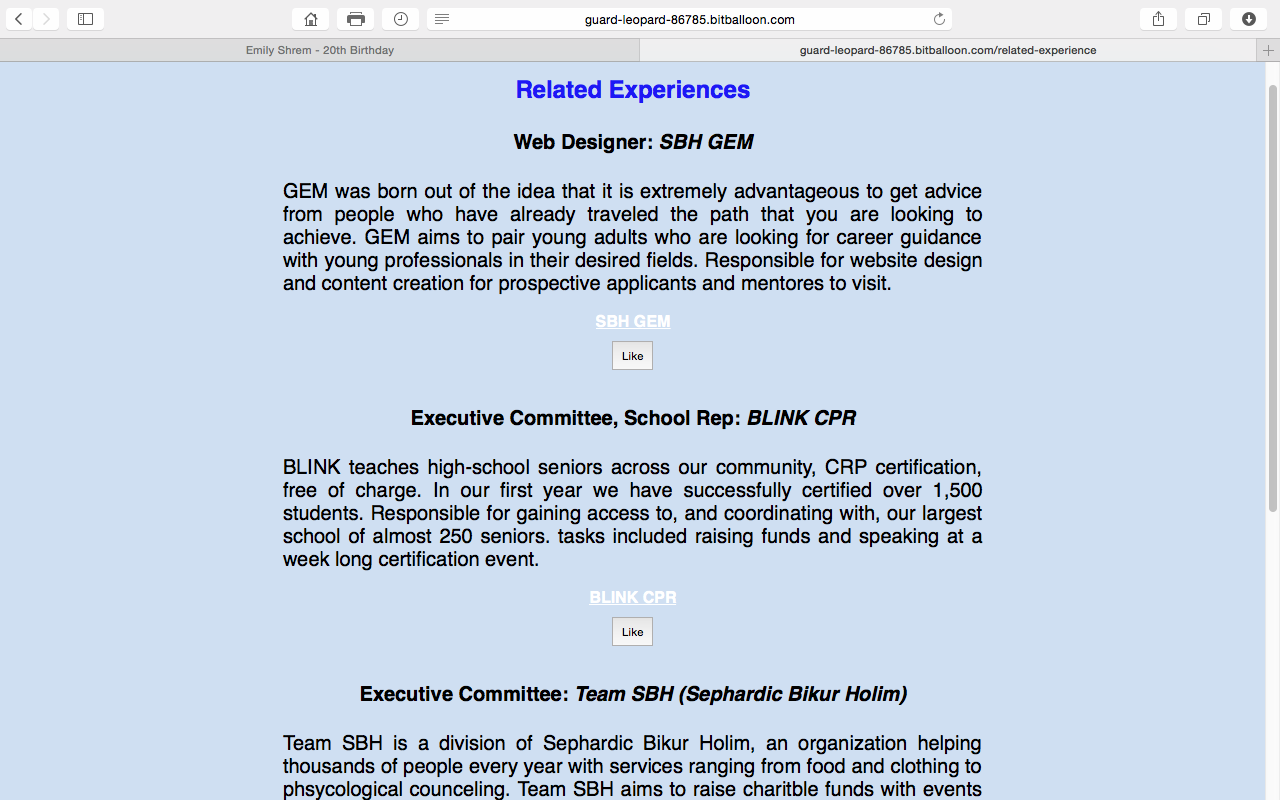 guard-leopard-86785.bitballoon.com
Emily Shrem - 20th Birthday
guard-leopard-86785.bitballoon.com/related-experience
Related Experiences
Web Designer: SBH GEM
GEM was born out of the idea that it is extremely advantageous to get advice
from people who have already traveled the path that you are looking to
achieve. GEM aims to pair young adults who are looking for career guidance
with young professionals in their desired fields. Responsible for website design
and content creation for prospective applicants and mentores to visit.
SBH GEM
Like
Executive Committee, School Rep: BLINK CPR
BLINK teaches high-school seniors across our community, CRP certification,
free of charge. In our first year we have successfully certified over 1,500
students. Responsible for gaining access to, and coordinating with, our largest
school of almost 250 seniors. tasks included raising funds and speaking at a
week long certification event.
BLINK CPR
Like
Executive Committee: Team SBH (Sephardic Bikur Holim)
Team SBH is a division of Sephardic Bikur Holim, an organization helping
thousands of people every year with services ranging from food and clothing to
phsycological counceling. Team SBH aims to raise charitble funds with events